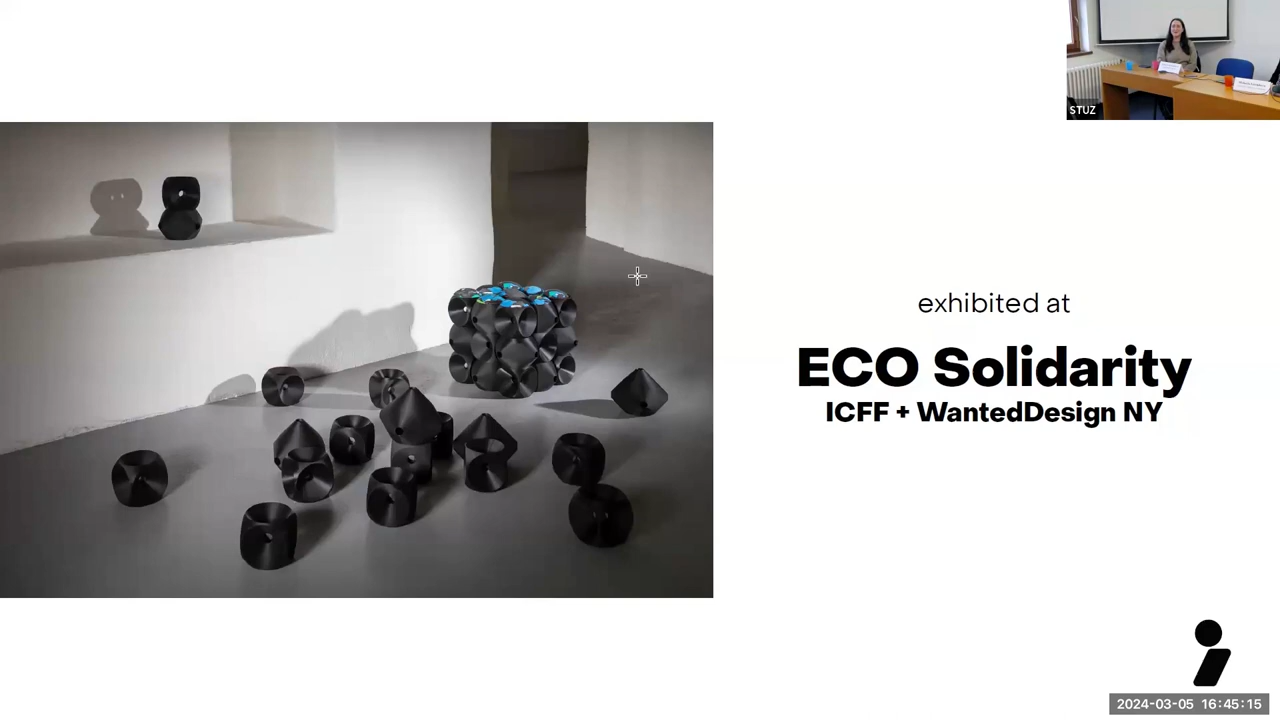 STUZ
exhibited at
ECO Solidarity
ICFF + WantedDesign NY
2024-03-05 16:45:15